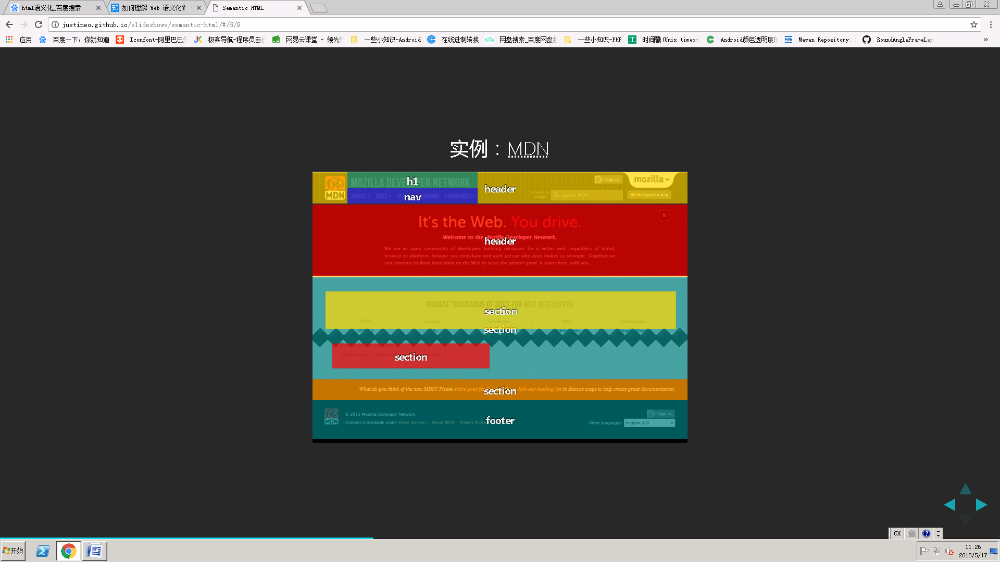 html语义化_百度搜索
如何理解 Web 语义化?
Semantic HTML
justineo.github.io/slideshows/semantic-html/#/6/9
应用
百度一下，你就知道
Iconfont-阿里巴巴
极客导航-程序员自己
网易云课堂 - 领先的
一些小知识-Android
在线进制转换
网盘搜索_百度网盘搜
一些小知识-PHP
时间戳(Unix timest
Android颜色透明度的
Maven Repository:
RoundAngleFrameLay
»
实例：MDN
MDN
MOZILLA DEVELOPER NETWORK
h1
TOPICS
DOCS
LEARNING
COMMUNITY
nav
header
Sign in
mozilla
powered by Google
Search MDN
BETA Report a bug
It's the Web. You drive.
Welcome to the Mozilla Developer Network.
header
We are an open community of developers building resources for a better web, regardless of brand,
browser or platform. Anyone can contribute and each person who does makes us stronger. Together we
can continue to drive innovation on the Web to serve the greater good. It starts here, with you.
BROWSE THOUSANDS OF DOCS FOR WEB DEVELOPERS
section
HTML
Canvas
Gradients
AJAX
Geolocation
section
section
section
What do you think of the new MDN? Please share your Join our mailing list to discuss ways to help create great documentation.
MDN
© 2012 Mozilla Developer Network
Content is available under these licenses • About MDN • Privacy Policy
footer
Sign in
Other languages: English (US)
CH
开始
11:26
2018/5/17